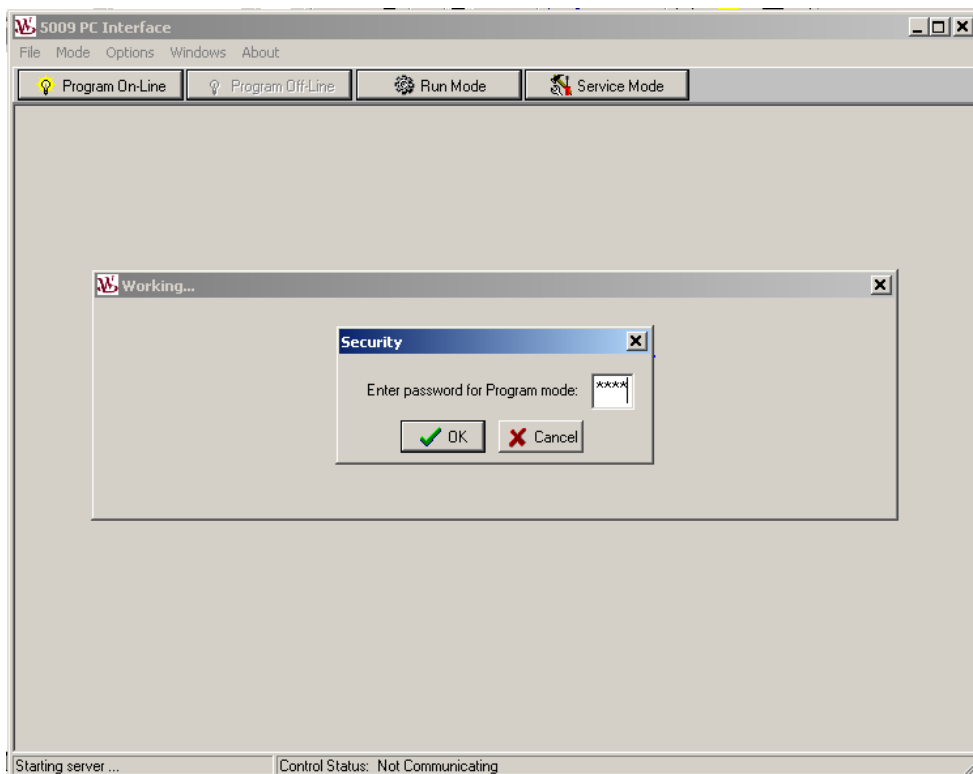 5009 PC Interface
File Mode Options Windows About
Program On-Line Program Off-Line Run Mode Service Mode
Working...
Security
Enter password for Program mode: ****
OK Cancel
Starting server ... Control Status: Not Communicating